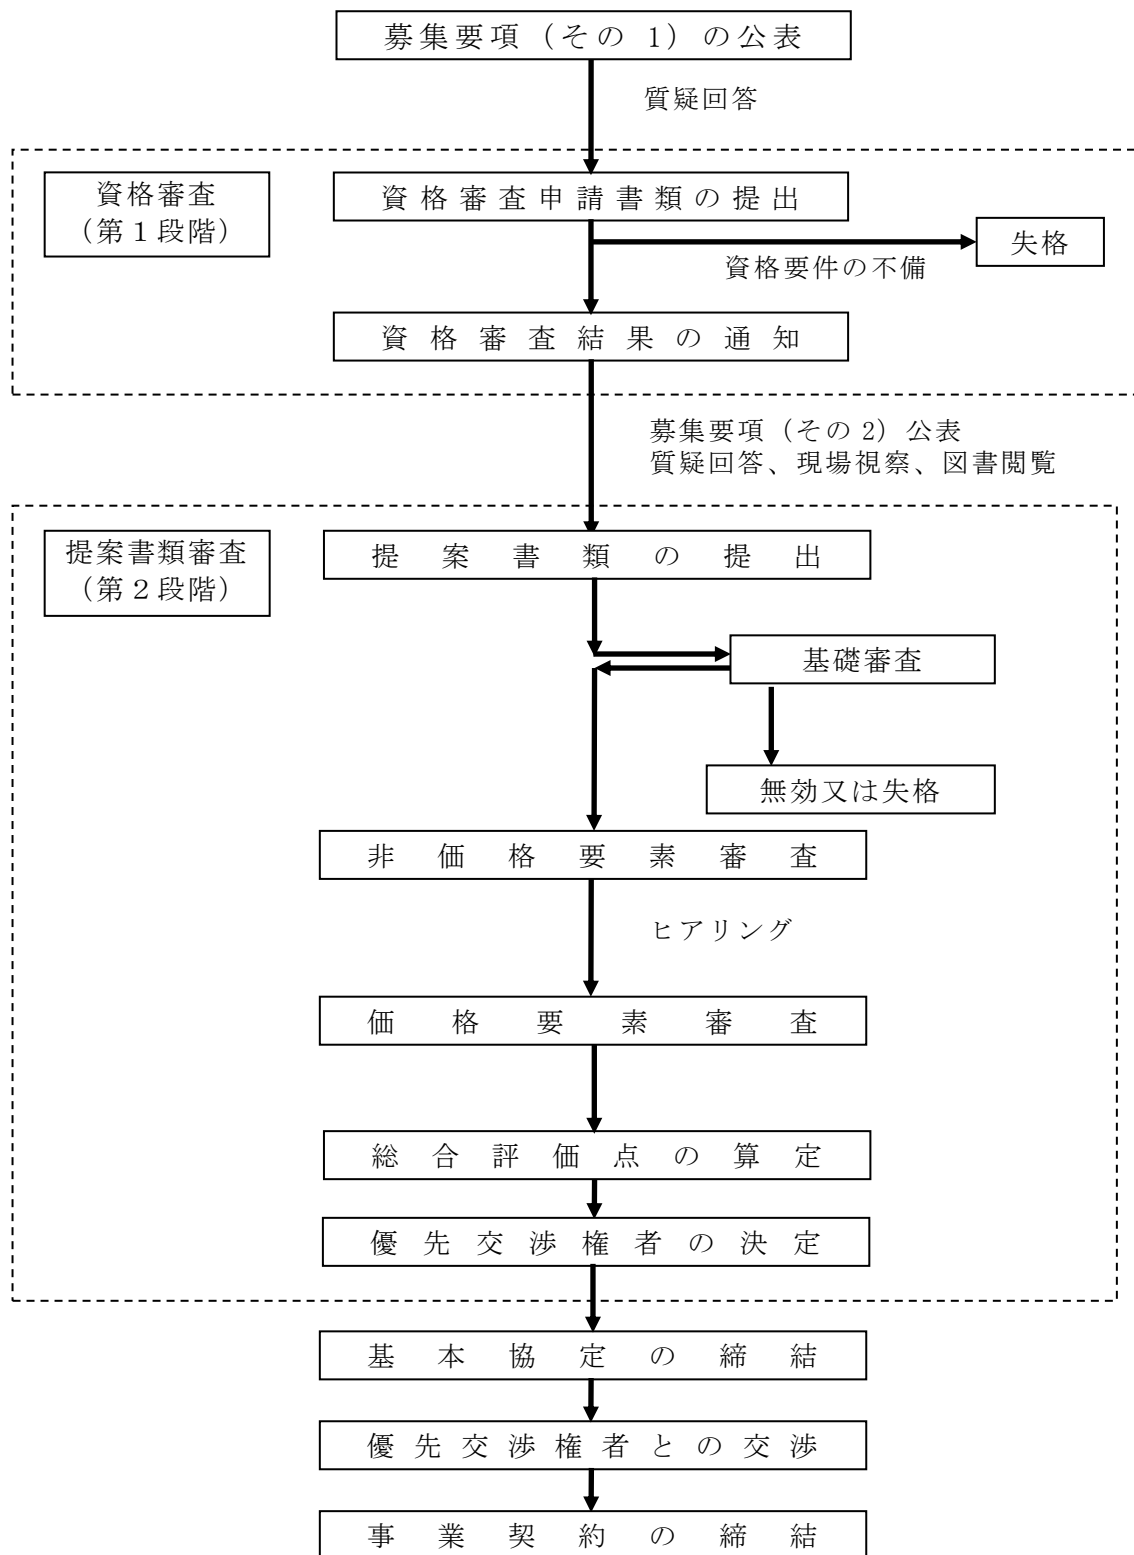 募集要項（その 1）の公表
質疑回答
資格審査
（第１段階）
資格審査申請書類の提出
失格
資格要件の不備
資格審査結果の通知
募集要項（その 2）公表
質疑回答、現場視察、図書閲覧
提案書類審査
（第２段階）
提案書類の提出
基礎審査
無効又は失格
非価格要素審査
ヒアリング
価格要素審査
総合評価点の算定
優先交渉権者の決定
基本協定の締結
優先交渉権者との交渉
事業契約の締結